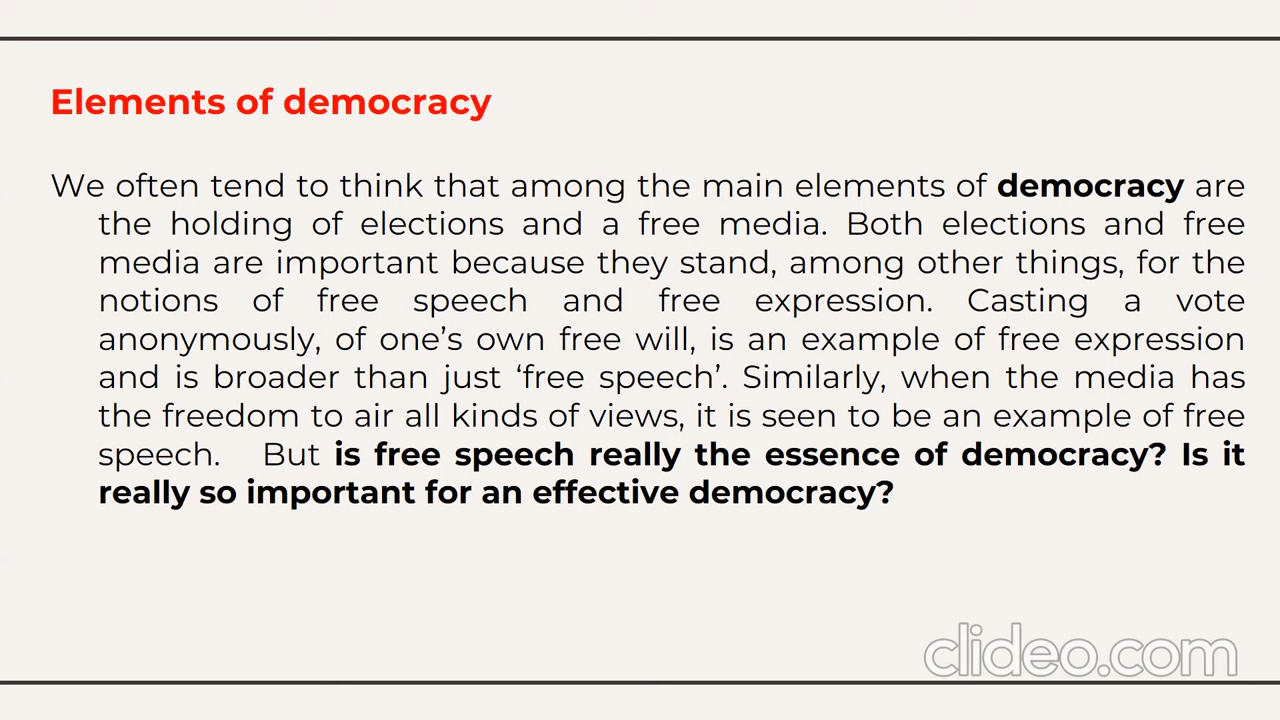 Elements of democracy
We often tend to think that among the main elements of democracy are
the holding of elections and a free media. Both elections and free
media are important because they stand, among other things, for the
notions of free speech and free expression. Casting a vote
anonymously, of one’s own free will, is an example of free expression
and is broader than just ‘free speech’. Similarly, when the media has
the freedom to air all kinds of views, it is seen to be an example of free
speech. But is free speech really the essence of democracy? Is it
really so important for an effective democracy?
clideo.com